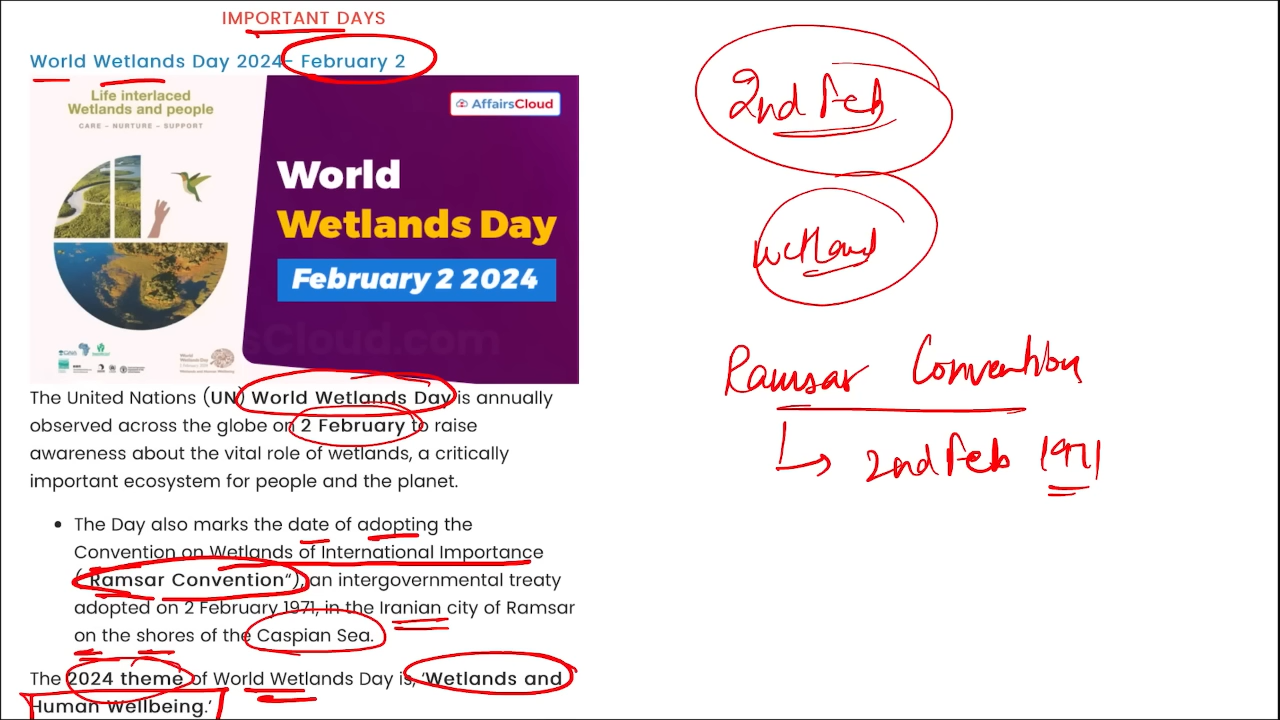 IMPORTANT DAYS
World Wetlands Day 2024- February 2
Life interlaced
Wetlands and people
CARE – NURTURE – SUPPORT
AffairsCloud
World
Wetlands Day
February 2 2024
sCloud.com
The United Nations (UN) World Wetlands Day is annually
observed across the globe on 2 February to raise
awareness about the vital role of wetlands, a critically
important ecosystem for people and the planet.
• The Day also marks the date of adopting the
Convention on Wetlands of International Importance
("Ramsar Convention"), an intergovernmental treaty
adopted on 2 February 1971, in the Iranian city of Ramsar
on the shores of the Caspian Sea.
The 2024 theme of World Wetlands Day is, ‘Wetlands and
Human Wellbeing.’
2nd Feb
wetland
Ramsar Convention
2nd Feb 1971